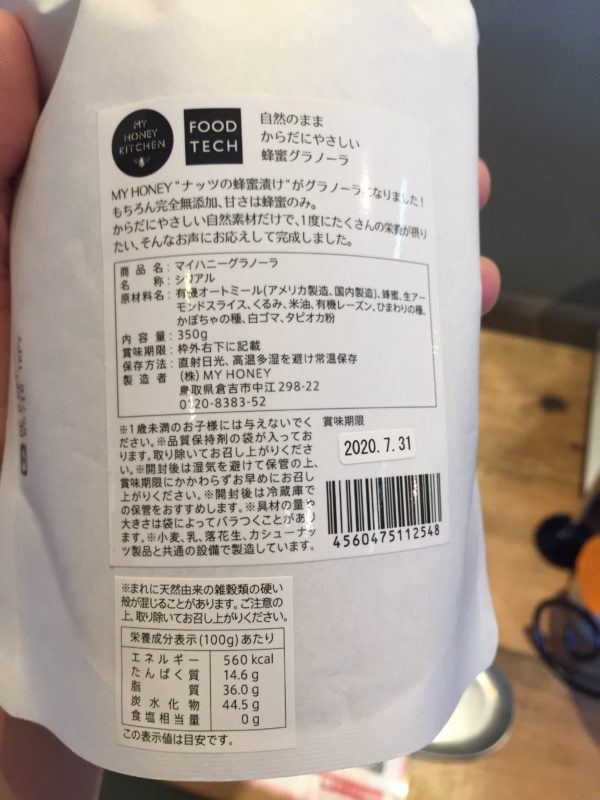 MY
HONEY
KITCHEN
FOOD
TECH
自然のまま
からだにやさしい
蜂蜜グラノーラ
MY HONEY“ナッツの蜂蜜漬け”がグラノーラになりました！
もちろん完全無添加、甘さは蜂蜜のみ。
からだにやさしい自然素材だけで、1度にたくさんの栄養が摂り
たい、そんなお声にお応えして完成しました。
商品名：マイハニーグラノーラ
名称：シリアル
原材料名：有機オートミール(アメリカ製造、国内製造)、蜂蜜、生アー
モンドスライス、くるみ、米油、有機レーズン、ひまわりの種、
かぼちゃの種、白ゴマ、タピオカ粉
内容量：350g
賞味期限：枠外右下に記載
保存方法：直射日光、高温多湿を避け常温保存
製造者：(株) MY HONEY
鳥取県倉吉市中江298-22
0120-8383-52
※1歳未満のお子様には与えないでく
ださい。※品質保持剤の袋が入ってお
ります。取り除いてお召し上がりくださ
い。※開封後は湿気を避けて保管の上、
賞味期限にかかわらずお早めにお召し
上がりください。※開封後は冷蔵庫で
の保管をおすすめします。※具材の量や
大きさは袋によってバラつくことがあり
ます。※小麦、乳、落花生、カシューナッ
ツ製品と共通の設備で製造しています。
賞味期限
2020.7.31
4560475112548
※まれに天然由来の雑穀類の硬い
殻が混じることがあります。ご注意の
上、取り除いてお召し上がりください。
栄養成分表示(100g)あたり
エネルギー 560 kcal
たんぱく質 14.6 g
脂質 36.0 g
炭水化物 44.5 g
食塩相当量 0 g
この表示値は目安です。